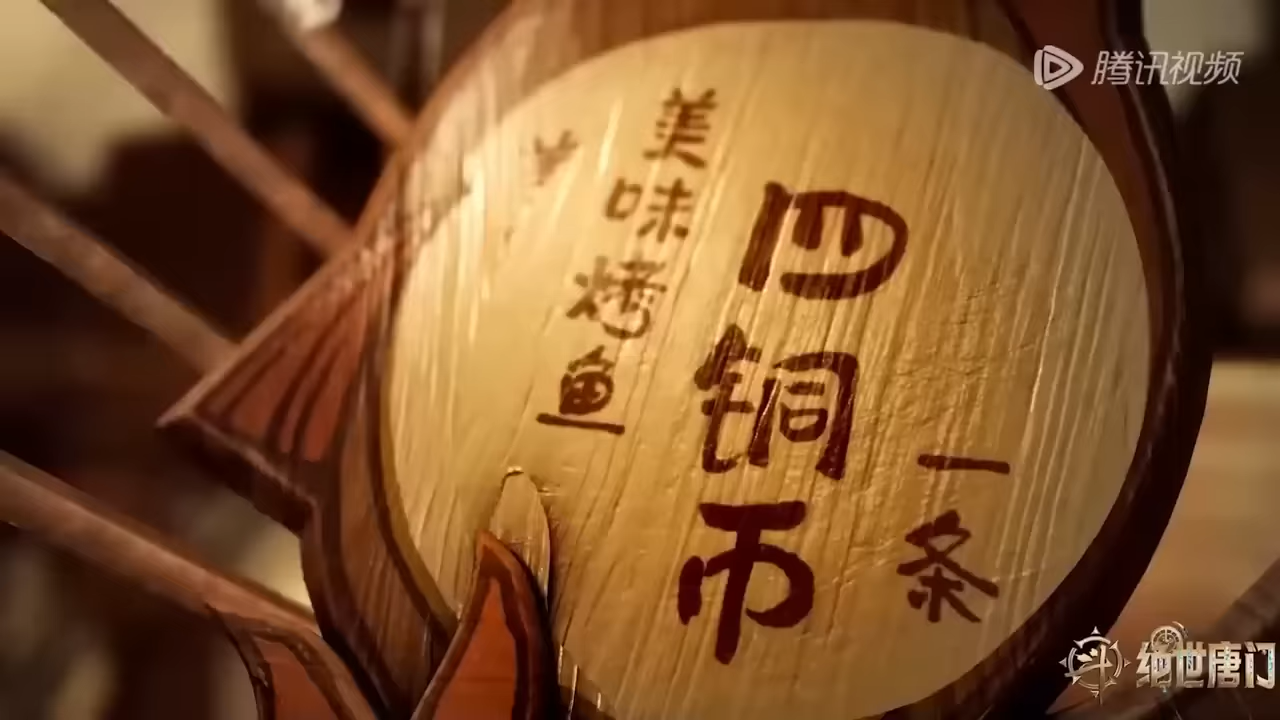 美味烤鱼
四铜币
一条
腾讯视频
绝世唐门